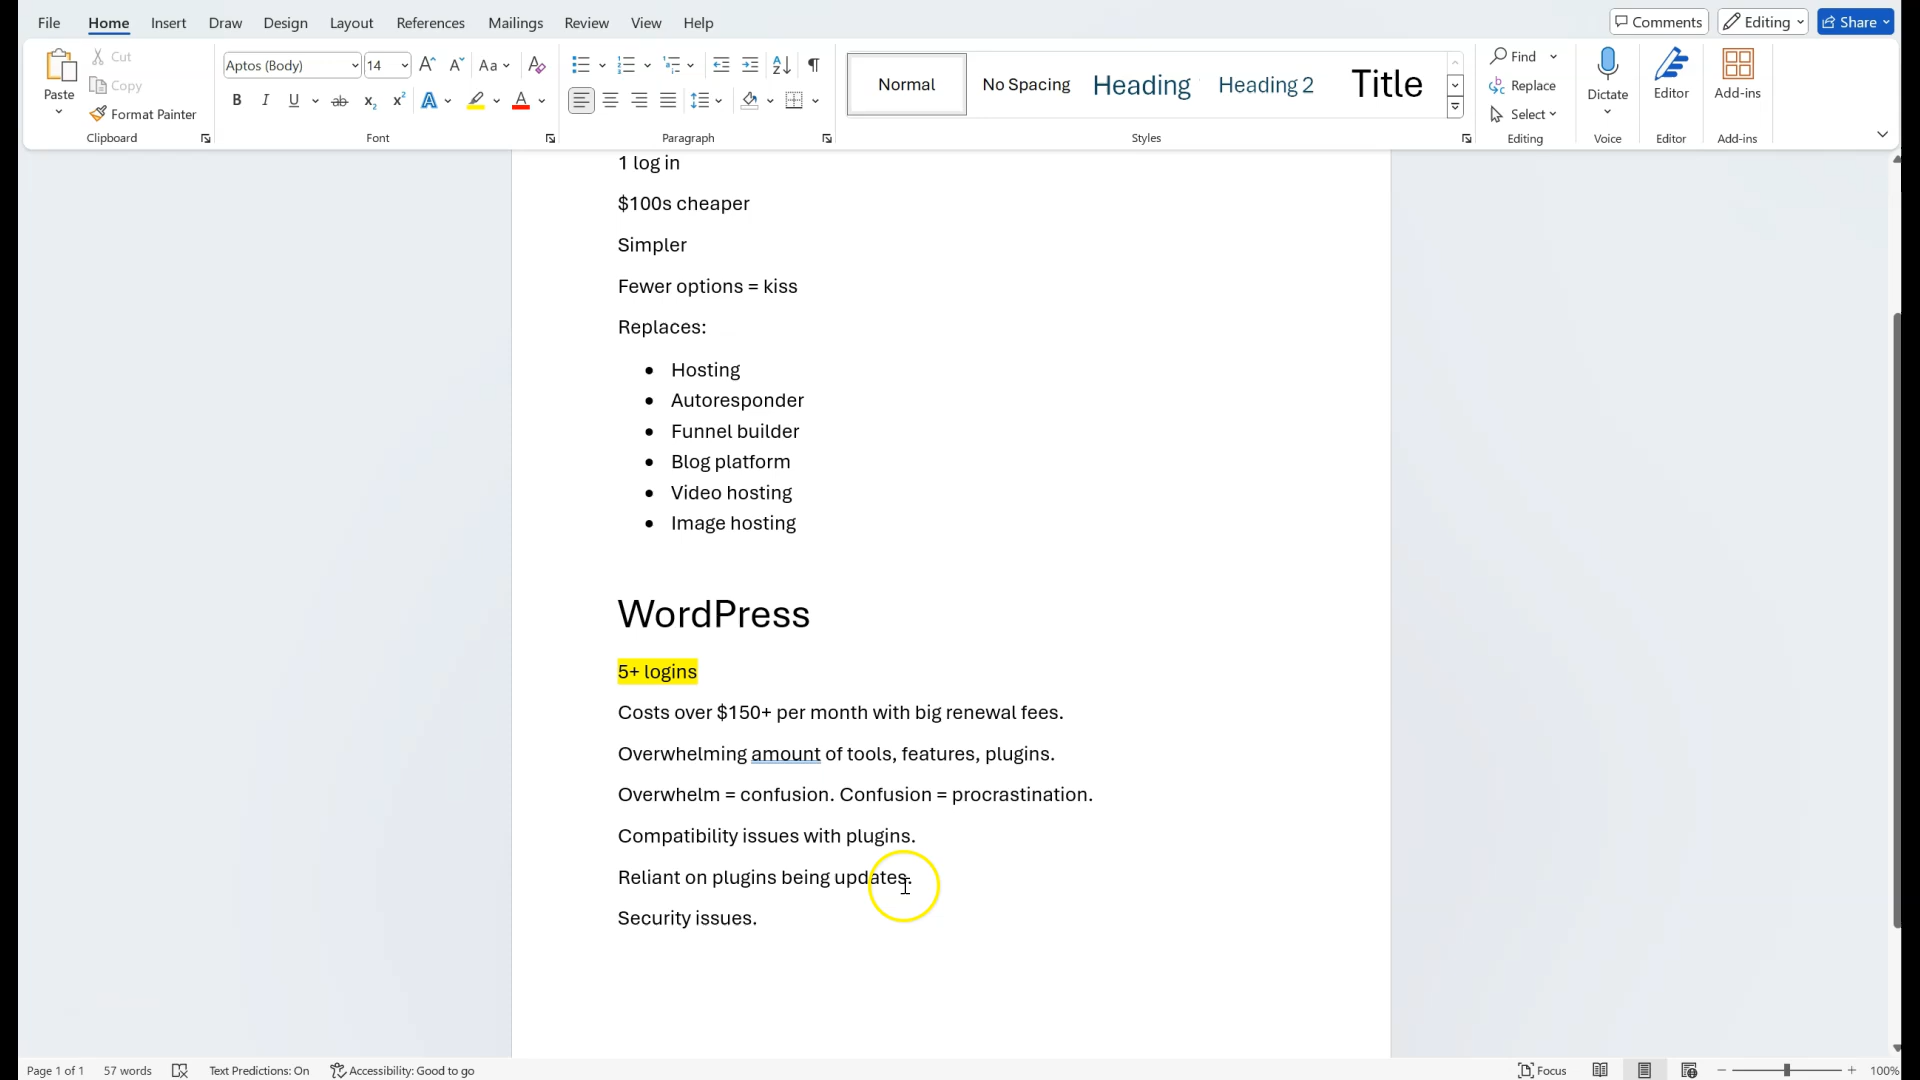 File Home Insert Draw Design Layout References Mailings Review View Help Comments Editing Share
Paste Cut Copy Format Painter Clipboard
Aptos (Body) 14 Font
Paragraph
Normal No Spacing Heading Heading 2 Title Styles
Find Replace Select Editing
Dictate Voice
Editor Editor
Add-ins Add-ins
1 log in
$100s cheaper
Simpler
Fewer options = kiss
Replaces:
• Hosting
• Autoresponder
• Funnel builder
• Blog platform
• Video hosting
• Image hosting
WordPress
5+ logins
Costs over $150+ per month with big renewal fees.
Overwhelming amount of tools, features, plugins.
Overwhelm = confusion. Confusion = procrastination.
Compatibility issues with plugins.
Reliant on plugins being updates.
Security issues.
Page 1 of 1 57 words Text Predictions: On Accessibility: Good to go Focus 100%